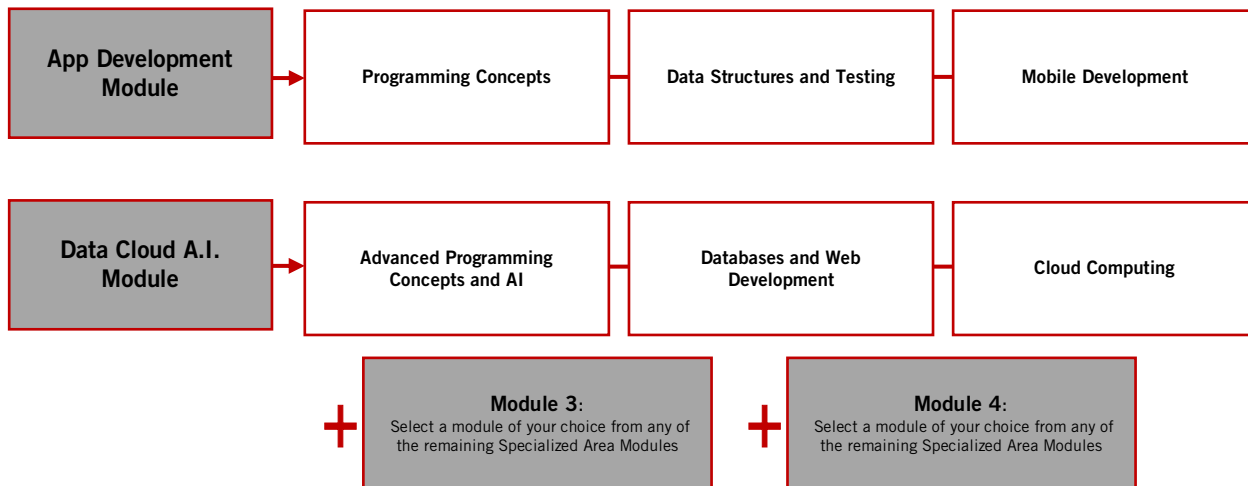 App Development
Module
Programming Concepts
Data Structures and Testing
Mobile Development
Data Cloud A.I.
Module
Advanced Programming
Concepts and AI
Databases and Web
Development
Cloud Computing
+
Module 3:
Select a module of your choice from any of
the remaining Specialized Area Modules
+
Module 4:
Select a module of your choice from any of
the remaining Specialized Area Modules